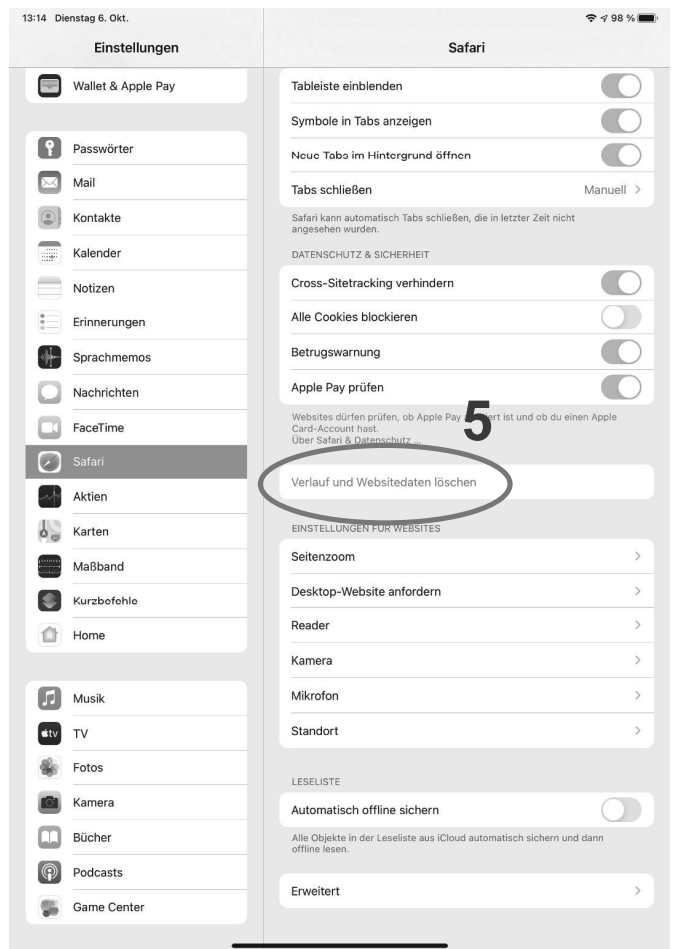 13:14 Dienstag 6. Okt.
98 %
Einstellungen
Wallet & Apple Pay
Passwörter
Mail
Kontakte
Kalender
Notizen
Erinnerungen
Sprachmemos
Nachrichten
FaceTime
Safari
Aktien
Karten
Maßband
Kurzbefehle
Home
Musik
tv
TV
Fotos
Kamera
Bücher
Podcasts
Game Center
Safari
Tableiste einblenden
Symbole in Tabs anzeigen
Neue Tabs im Hintergrund öffnen
Tabs schließen Manuell
Safari kann automatisch Tabs schließen, die in letzter Zeit nicht
angesehen wurden.
DATENSCHUTZ & SICHERHEIT
Cross-Sitetracking verhindern
Alle Cookies blockieren
Betrugswarnung
Apple Pay prüfen
5
Websites dürfen prüfen, ob Apple Pay ist und ob du einen Apple
Card-Account hast.
Über Safari & Datenschutz ...
Verlauf und Websitedaten löschen
EINSTELLUNGEN FÜR WEBSITES
Seitenzoom
Desktop-Website anfordern
Reader
Kamera
Mikrofon
Standort
LESELISTE
Automatisch offline sichern
Alle Objekte in der Leseliste aus iCloud automatisch sichern und dann
offline lesen.
Erweitert